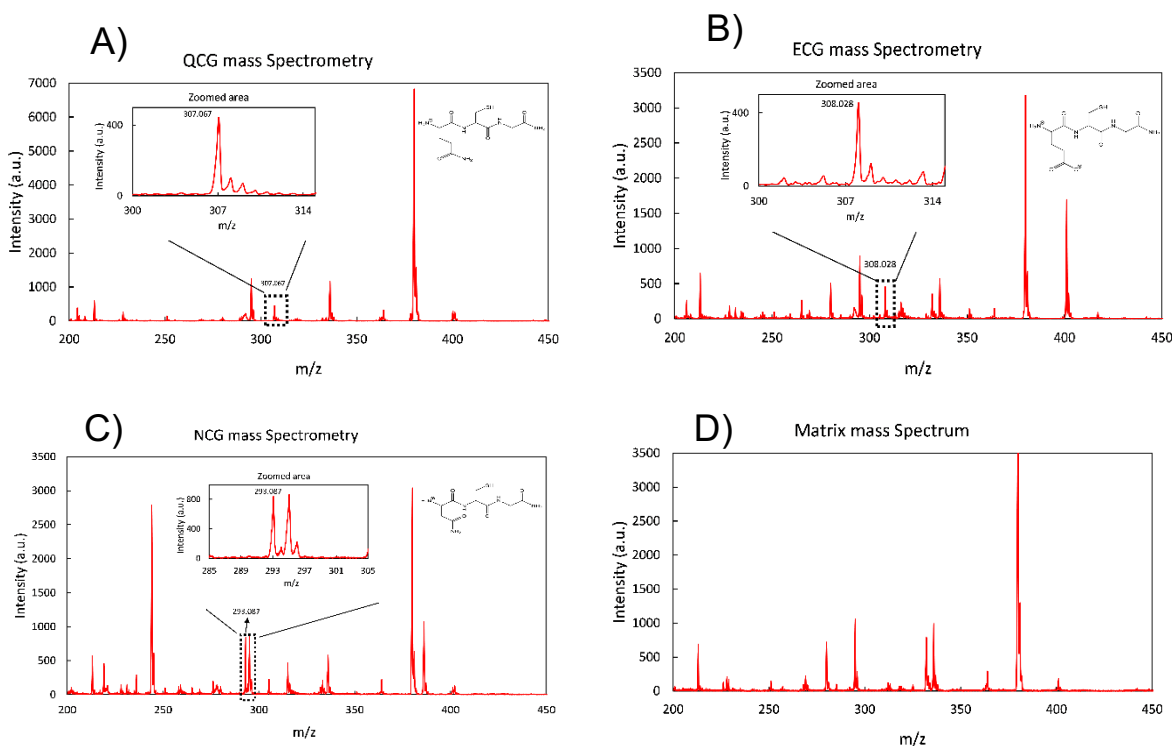 A)
QCG mass Spectrometry
Intensity (a.u.)
7000
6000
5000
4000
3000
2000
1000
0
200 250 300 350 400 450
m/z
Zoomed area
307.067
Intensity (a.u.)
400
0
300 307 314
m/z
307.067
B)
ECG mass Spectrometry
Intensity (a.u.)
3500
3000
2500
2000
1500
1000
500
0
200 250 300 350 400 450
m/z
Zoomed area
308.028
Intensity (a.u.)
400
0
300 307 314
m/z
308.028
C)
NCG mass Spectrometry
Intensity (a.u.)
3500
3000
2500
2000
1500
1000
500
0
200 250 300 350 400 450
m/z
Zoomed area
293.087
Intensity (a.u.)
800
400
0
285 289 293 297 301 305
m/z
293.087
D)
Matrix mass Spectrum
Intensity (a.u.)
3500
3000
2500
2000
1500
1000
500
0
200 250 300 350 400 450
m/z